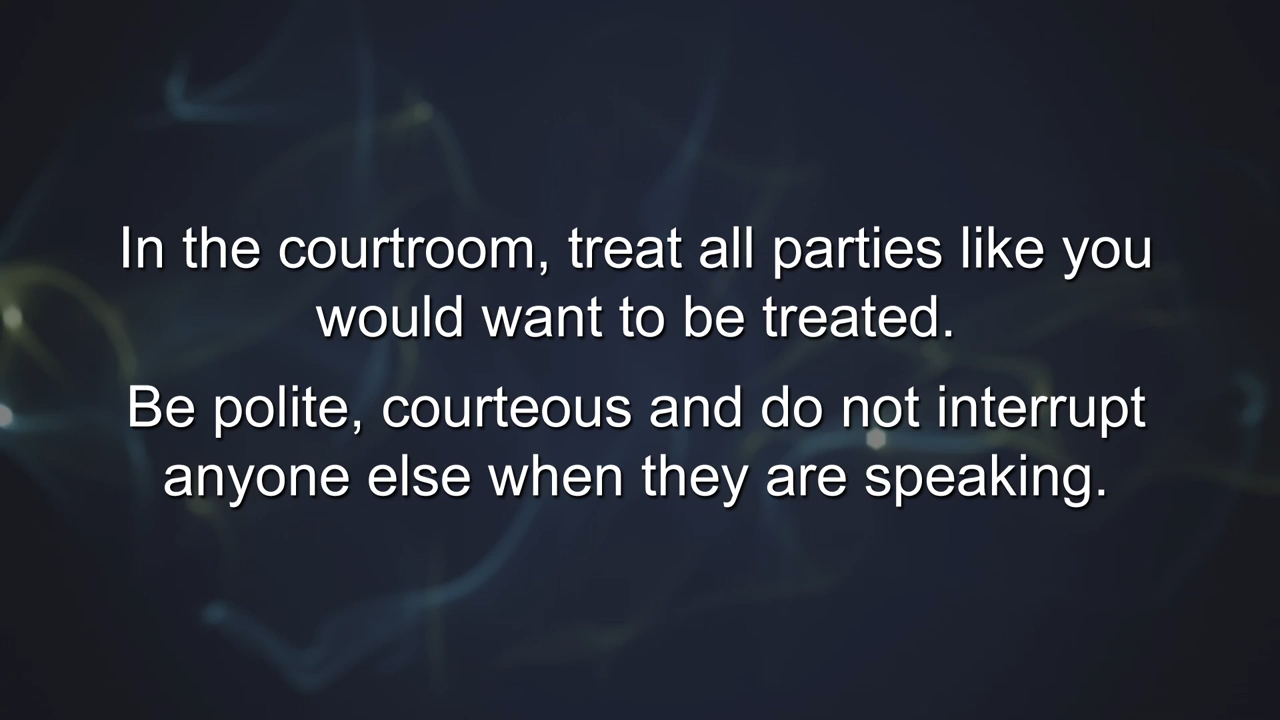 In the courtroom, treat all parties like you
would want to be treated.
Be polite, courteous and do not interrupt
anyone else when they are speaking.